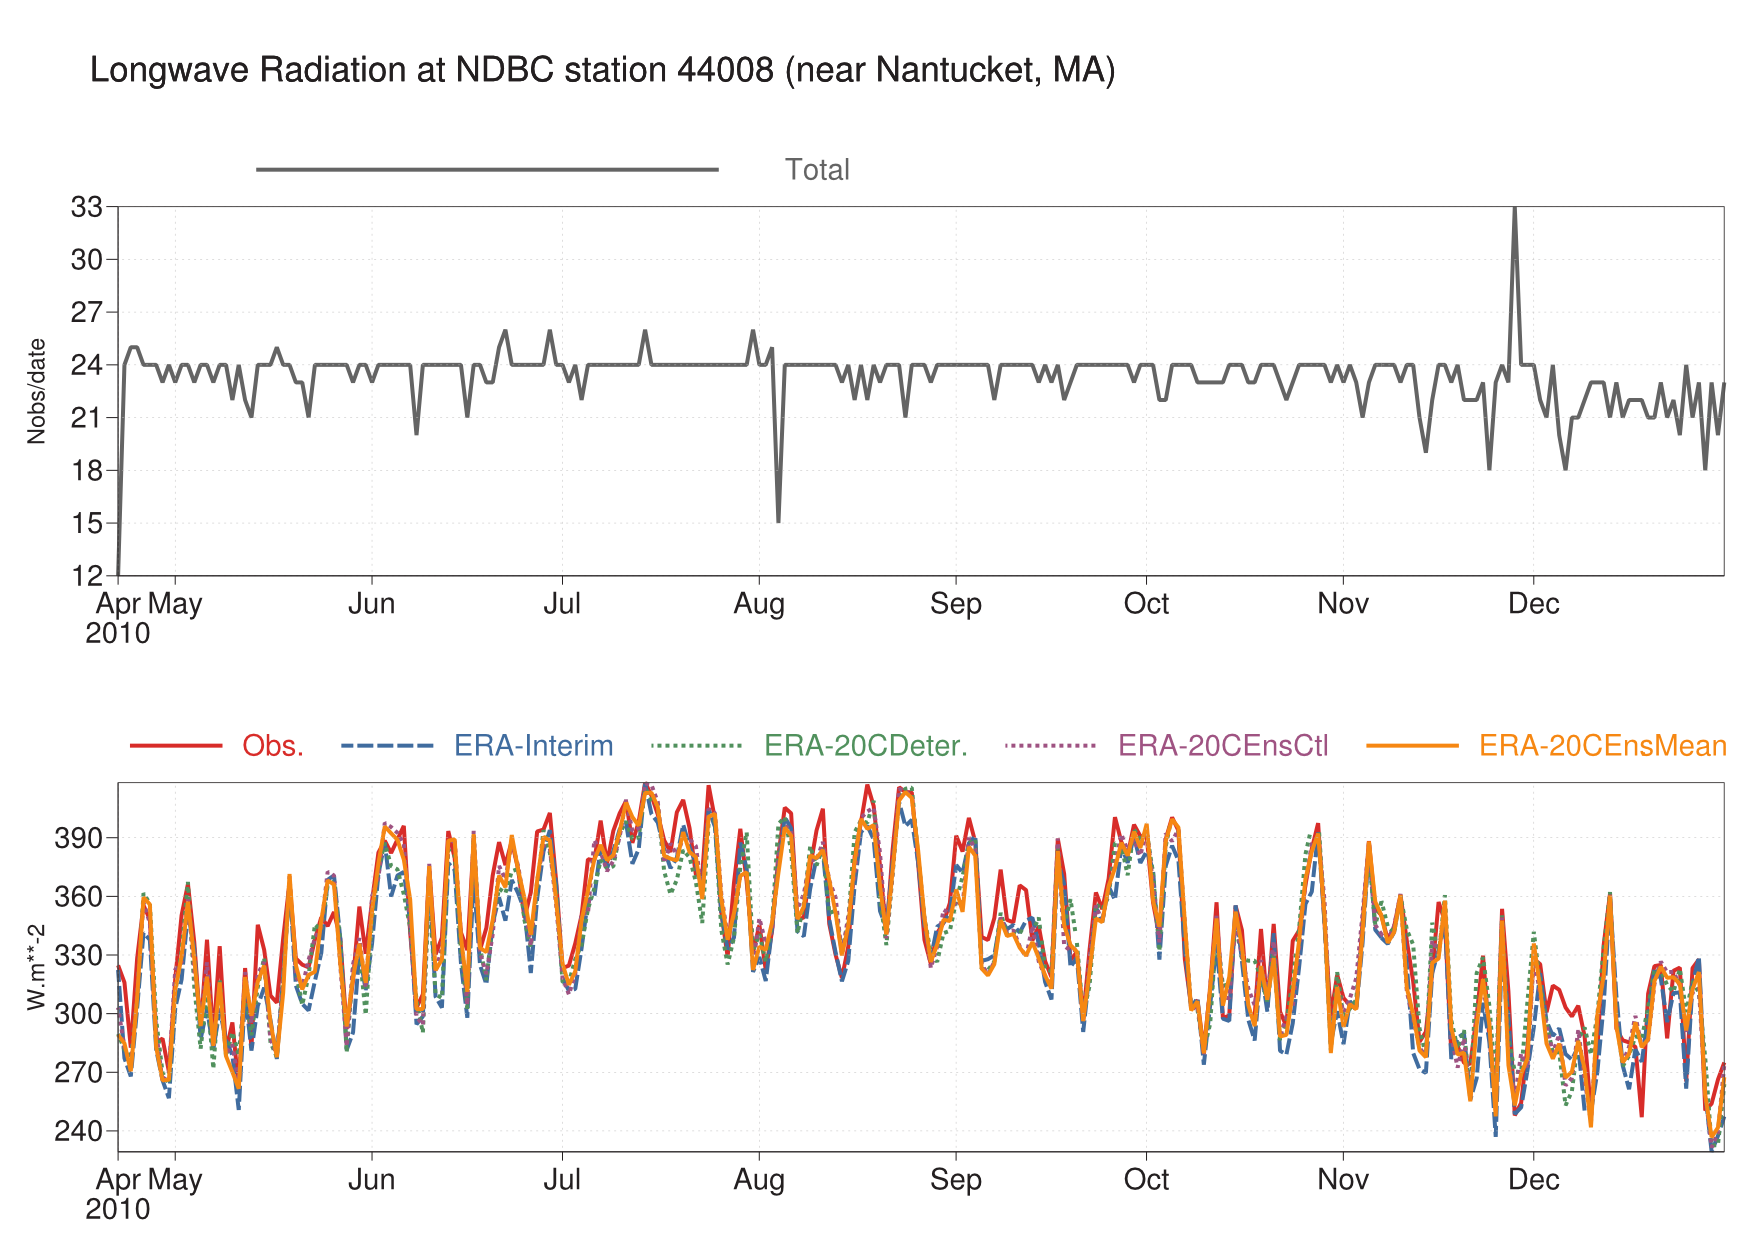 Longwave Radiation at NDBC station 44008 (near Nantucket, MA)
Total
33
30
27
24
21
18
15
12
Nobs/date
Apr May Jun Jul Aug Sep Oct Nov Dec
2010
Obs. ERA-Interim ERA-20CDeter. ERA-20CEnsCtl ERA-20CEnsMean
390
360
330
300
270
240
W.m**-2
Apr May Jun Jul Aug Sep Oct Nov Dec
2010